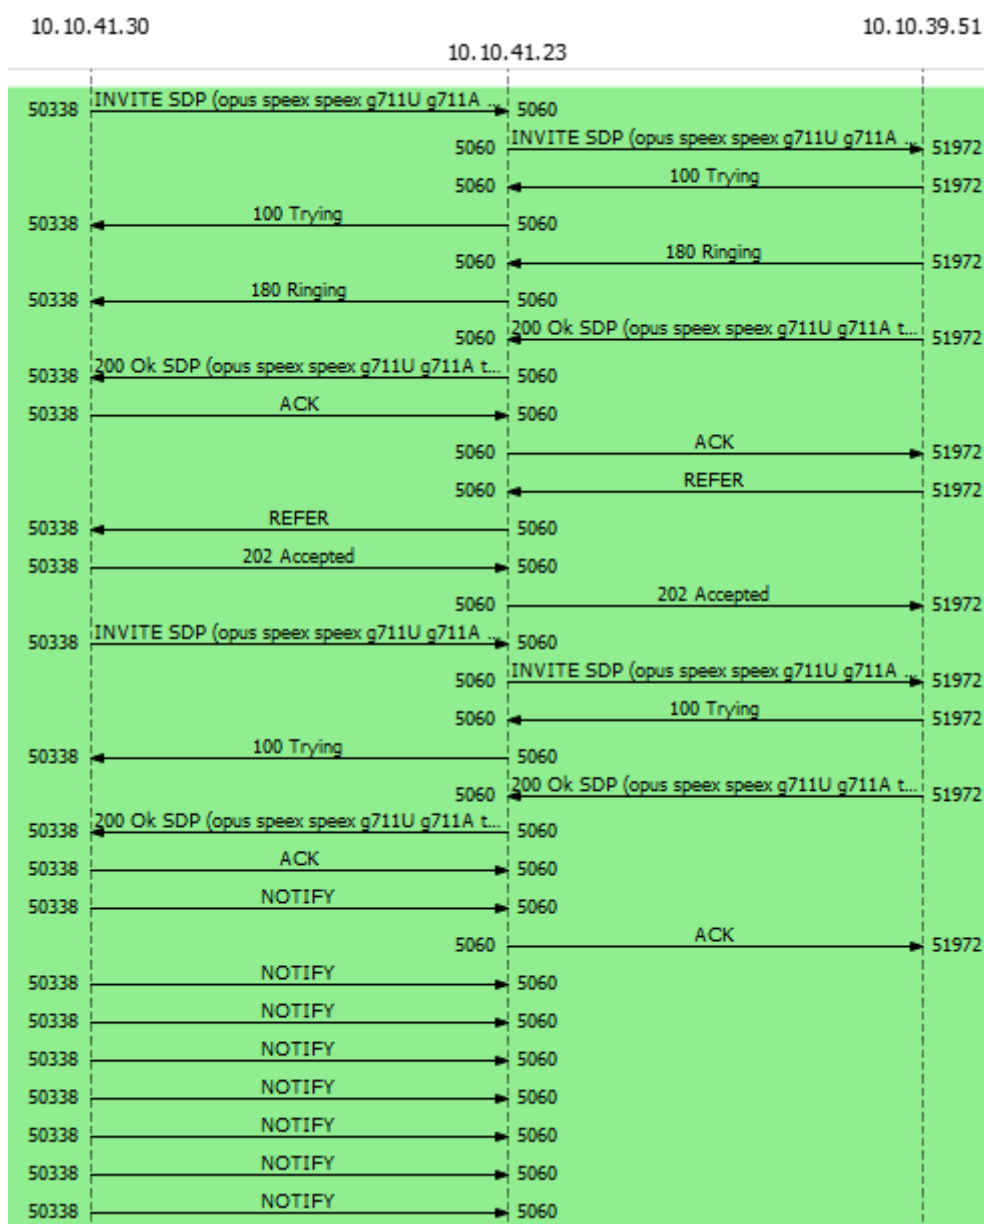 10.10.41.30 10.10.39.51
10.10.41.23
50338 INVITE SDP (opus speex speex g711U g711A ... 5060
5060 INVITE SDP (opus speex speex g711U g711A ... 51972
5060 100 Trying 51972
50338 100 Trying 5060
5060 180 Ringing 51972
50338 180 Ringing 5060
5060 200 Ok SDP (opus speex speex g711U g711A t... 51972
50338 200 Ok SDP (opus speex speex g711U g711A t... 5060
50338 ACK 5060
5060 ACK 51972
5060 REFER 51972
50338 REFER 5060
50338 202 Accepted 5060
5060 202 Accepted 51972
50338 INVITE SDP (opus speex speex g711U g711A ... 5060
5060 INVITE SDP (opus speex speex g711U g711A ... 51972
5060 100 Trying 51972
50338 100 Trying 5060
5060 200 Ok SDP (opus speex speex g711U g711A t... 51972
50338 200 Ok SDP (opus speex speex g711U g711A t... 5060
50338 ACK 5060
50338 NOTIFY 5060
5060 ACK 51972
50338 NOTIFY 5060
50338 NOTIFY 5060
50338 NOTIFY 5060
50338 NOTIFY 5060
50338 NOTIFY 5060
50338 NOTIFY 5060
50338 NOTIFY 5060